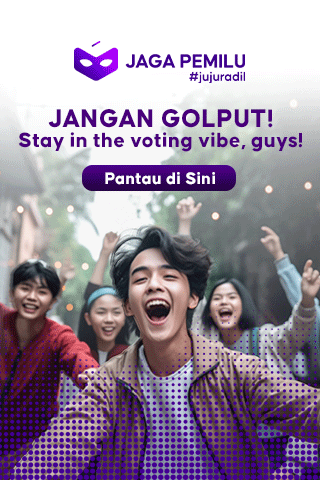 JAGA PEMILU
#jujuradil
JANGAN GOLPUT!
Stay in the voting vibe, guys!
Pantau di Sini